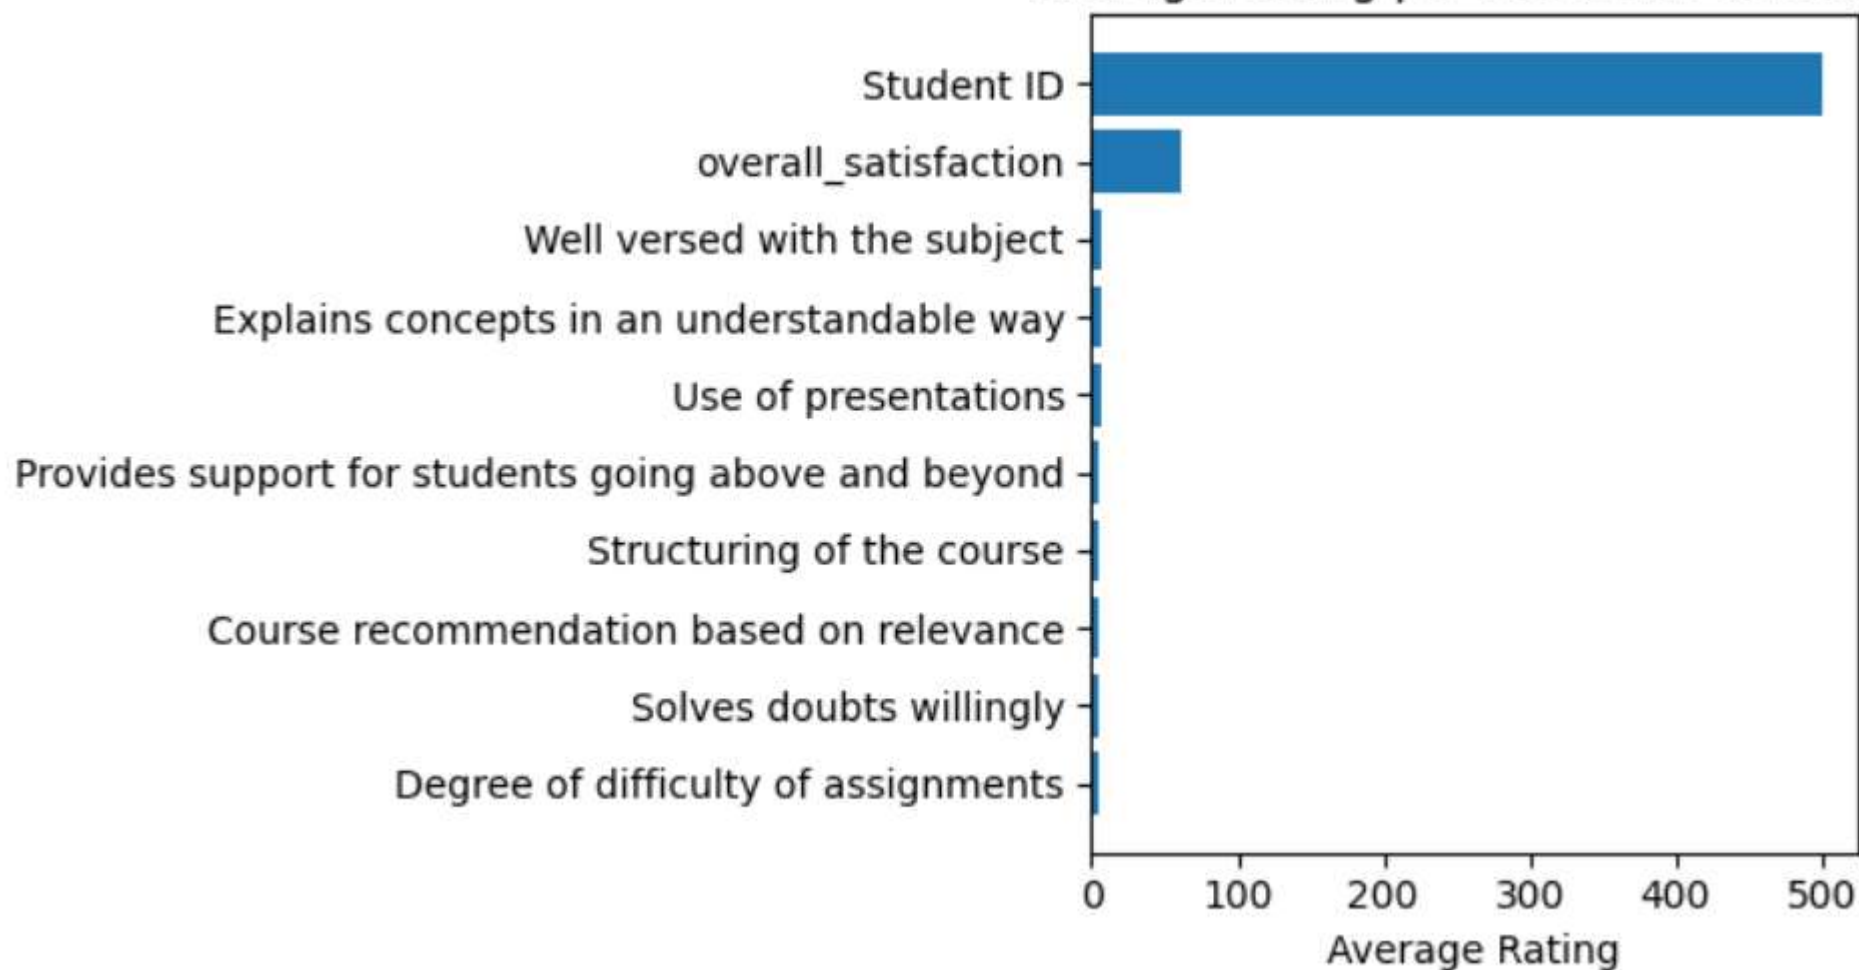 Student ID
overall_satisfaction
Well versed with the subject
Explains concepts in an understandable way
Use of presentations
Provides support for students going above and beyond
Structuring of the course
Course recommendation based on relevance
Solves doubts willingly
Degree of difficulty of assignments
0 100 200 300 400 500
Average Rating